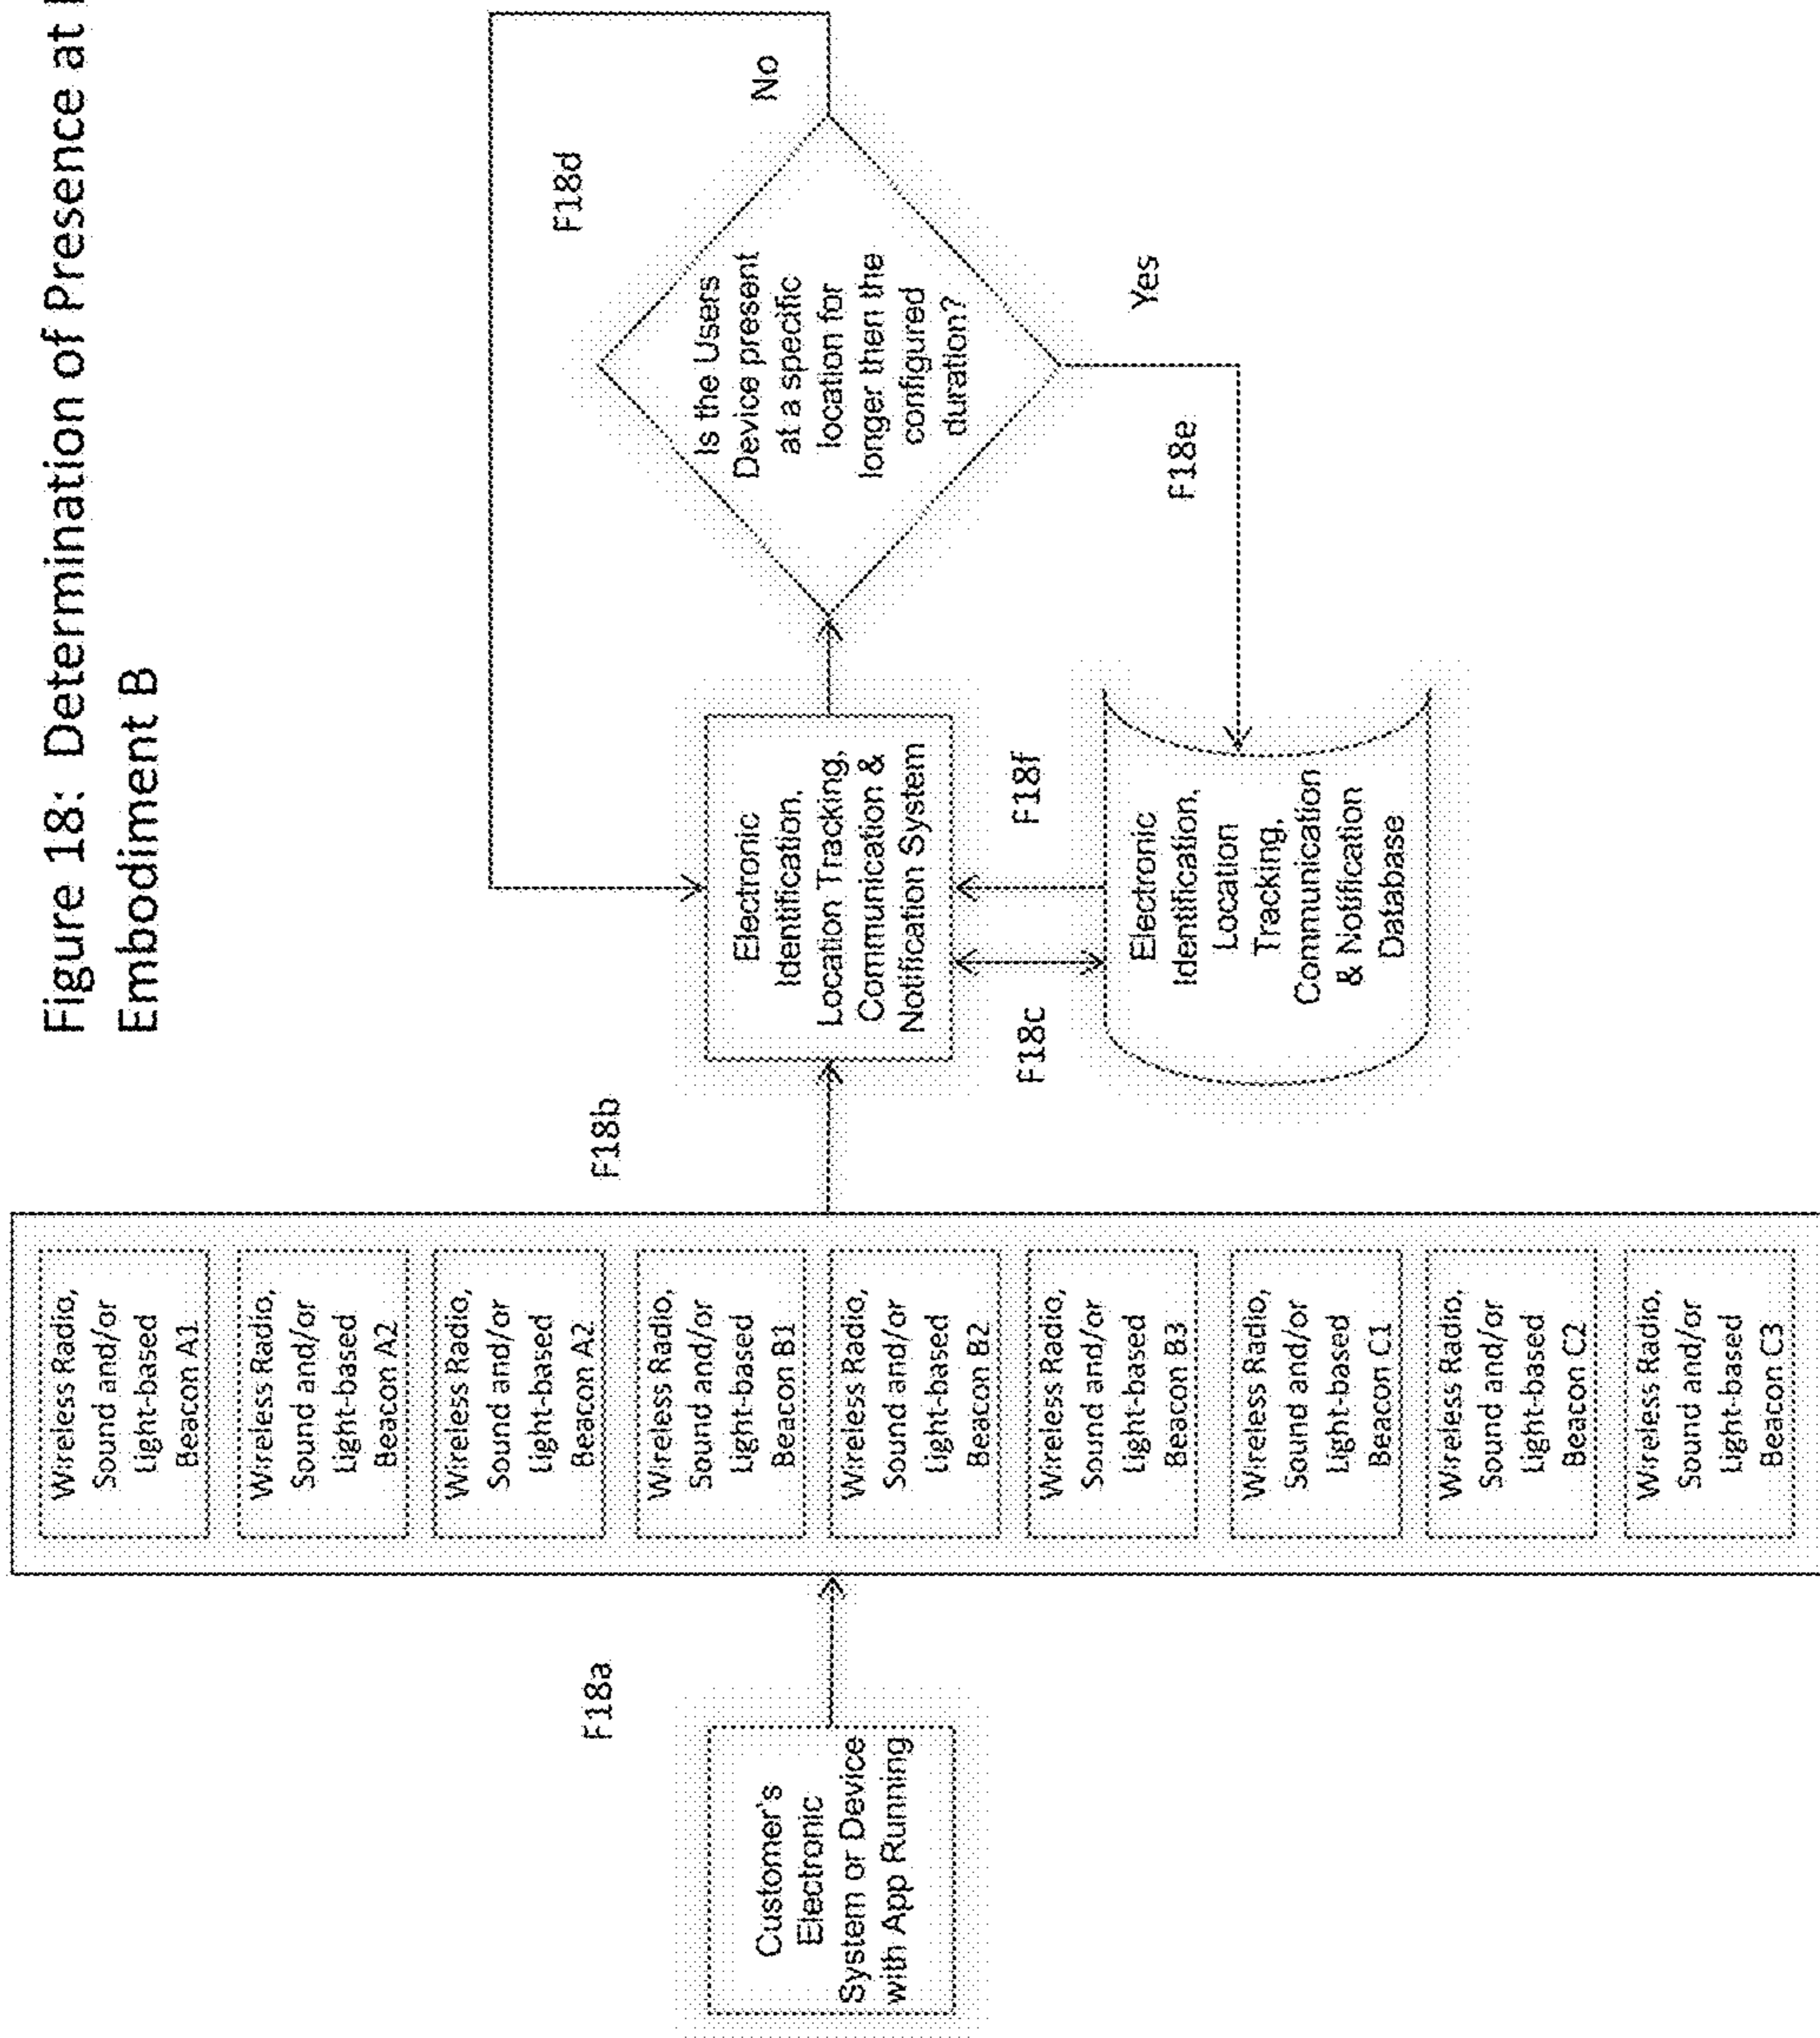 Figure 18: Determination of Presence at
Embodiment B
F18a
Customer's
Electronic
System or Device
with App Running
Wireless Radio,
Sound and/or
Light-based
Beacon A1
Wireless Radio,
Sound and/or
Light-based
Beacon A2
Wireless Radio,
Sound and/or
Light-based
Beacon A2
Wireless Radio,
Sound and/or
Light-based
Beacon B1
Wireless Radio,
Sound and/or
Light-based
Beacon B2
Wireless Radio,
Sound and/or
Light-based
Beacon B3
Wireless Radio,
Sound and/or
Light-based
Beacon C1
Wireless Radio,
Sound and/or
Light-based
Beacon C2
Wireless Radio,
Sound and/or
Light-based
Beacon C3
F18b
Electronic
Identification,
Location Tracking,
Communication &
Notification System
F18c
F18f
Electronic
Identification,
Location
Tracking,
Communication
& Notification
Database
F18d
No
Is the Users
Device present
at a specific
location for
longer then the
configured
duration?
Yes
F18e